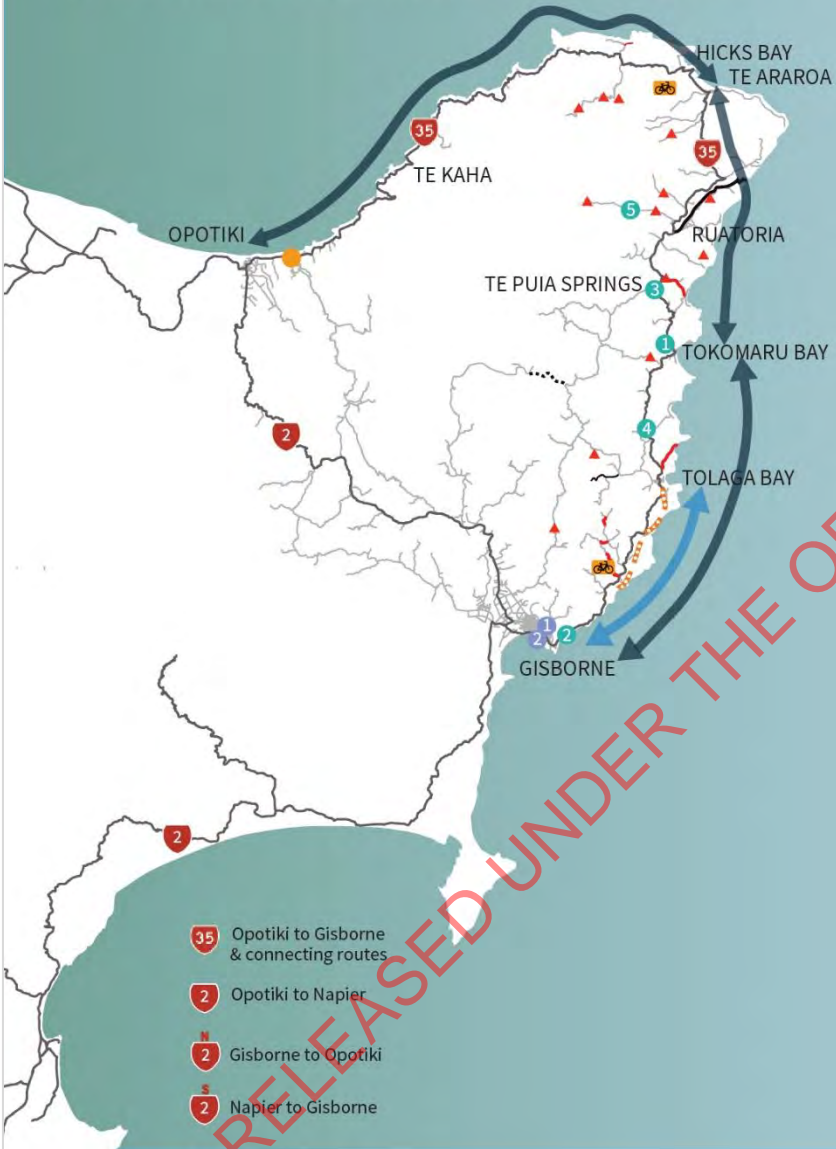 HICKS BAY
TE ARAROA
35
35
TE KAHA
5
OPOTIKI
RUATORIA
TE PUIA SPRINGS
3
1
TOKOMARU BAY
4
2
TOLAGA BAY
1
2
2
GISBORNE
2
35 Opotiki to Gisborne
& connecting routes
2 Opotiki to Napier
N
2 Gisborne to Opotiki
S
2 Napier to Gisborne
RELEASED UNDER THE O